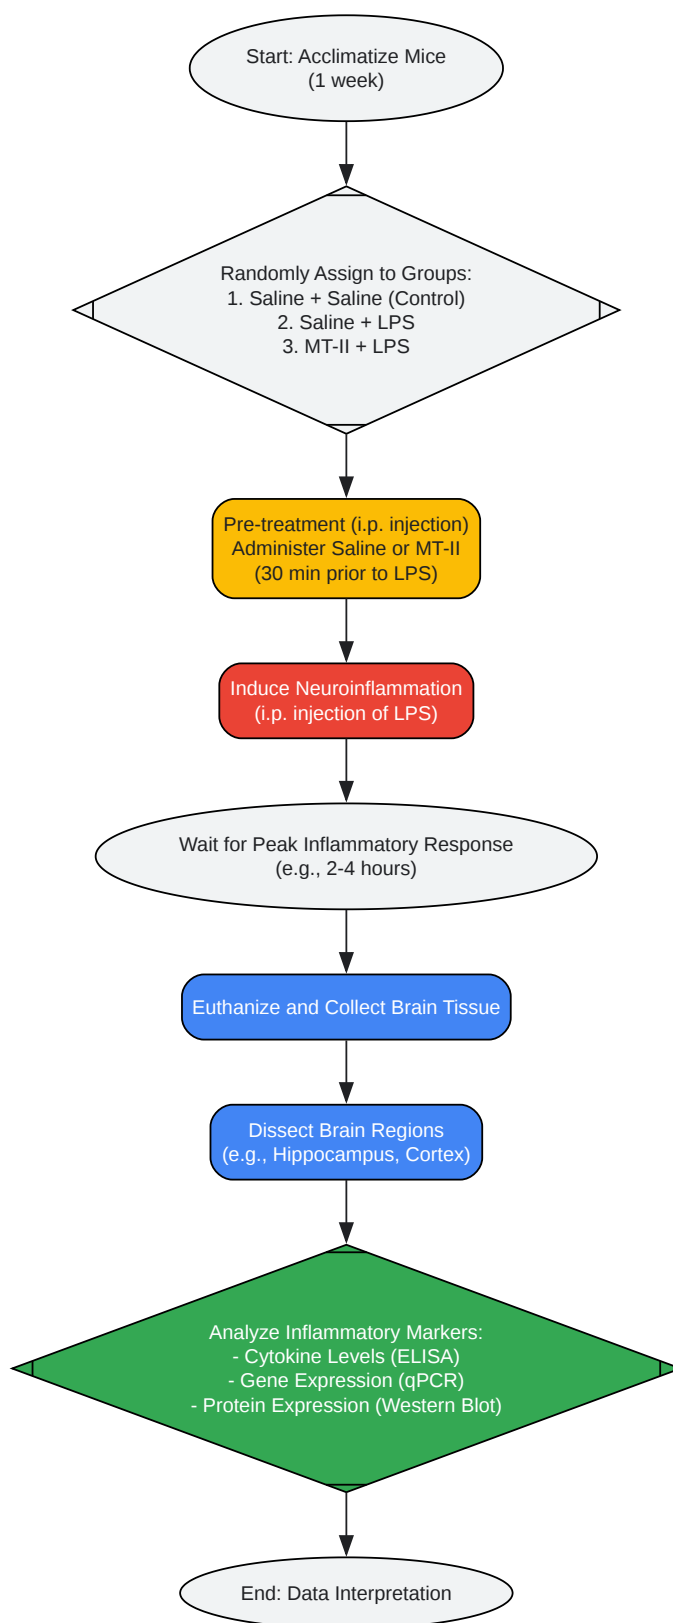 Start: Acclimatize Mice
(1 week)
Randomly Assign to Groups:
1. Saline + Saline (Control)
2. Saline + LPS
3. MT-II + LPS
Pre-treatment (i.p. injection)
Administer Saline or MT-II
(30 min prior to LPS)
Induce Neuroinflammation
(i.p. injection of LPS)
Wait for Peak Inflammatory Response
(e.g., 2-4 hours)
Euthanize and Collect Brain Tissue
Dissect Brain Regions
(e.g., Hippocampus, Cortex)
Analyze Inflammatory Markers:
- Cytokine Levels (ELISA)
- Gene Expression (qPCR)
- Protein Expression (Western Blot)
End: Data Interpretation